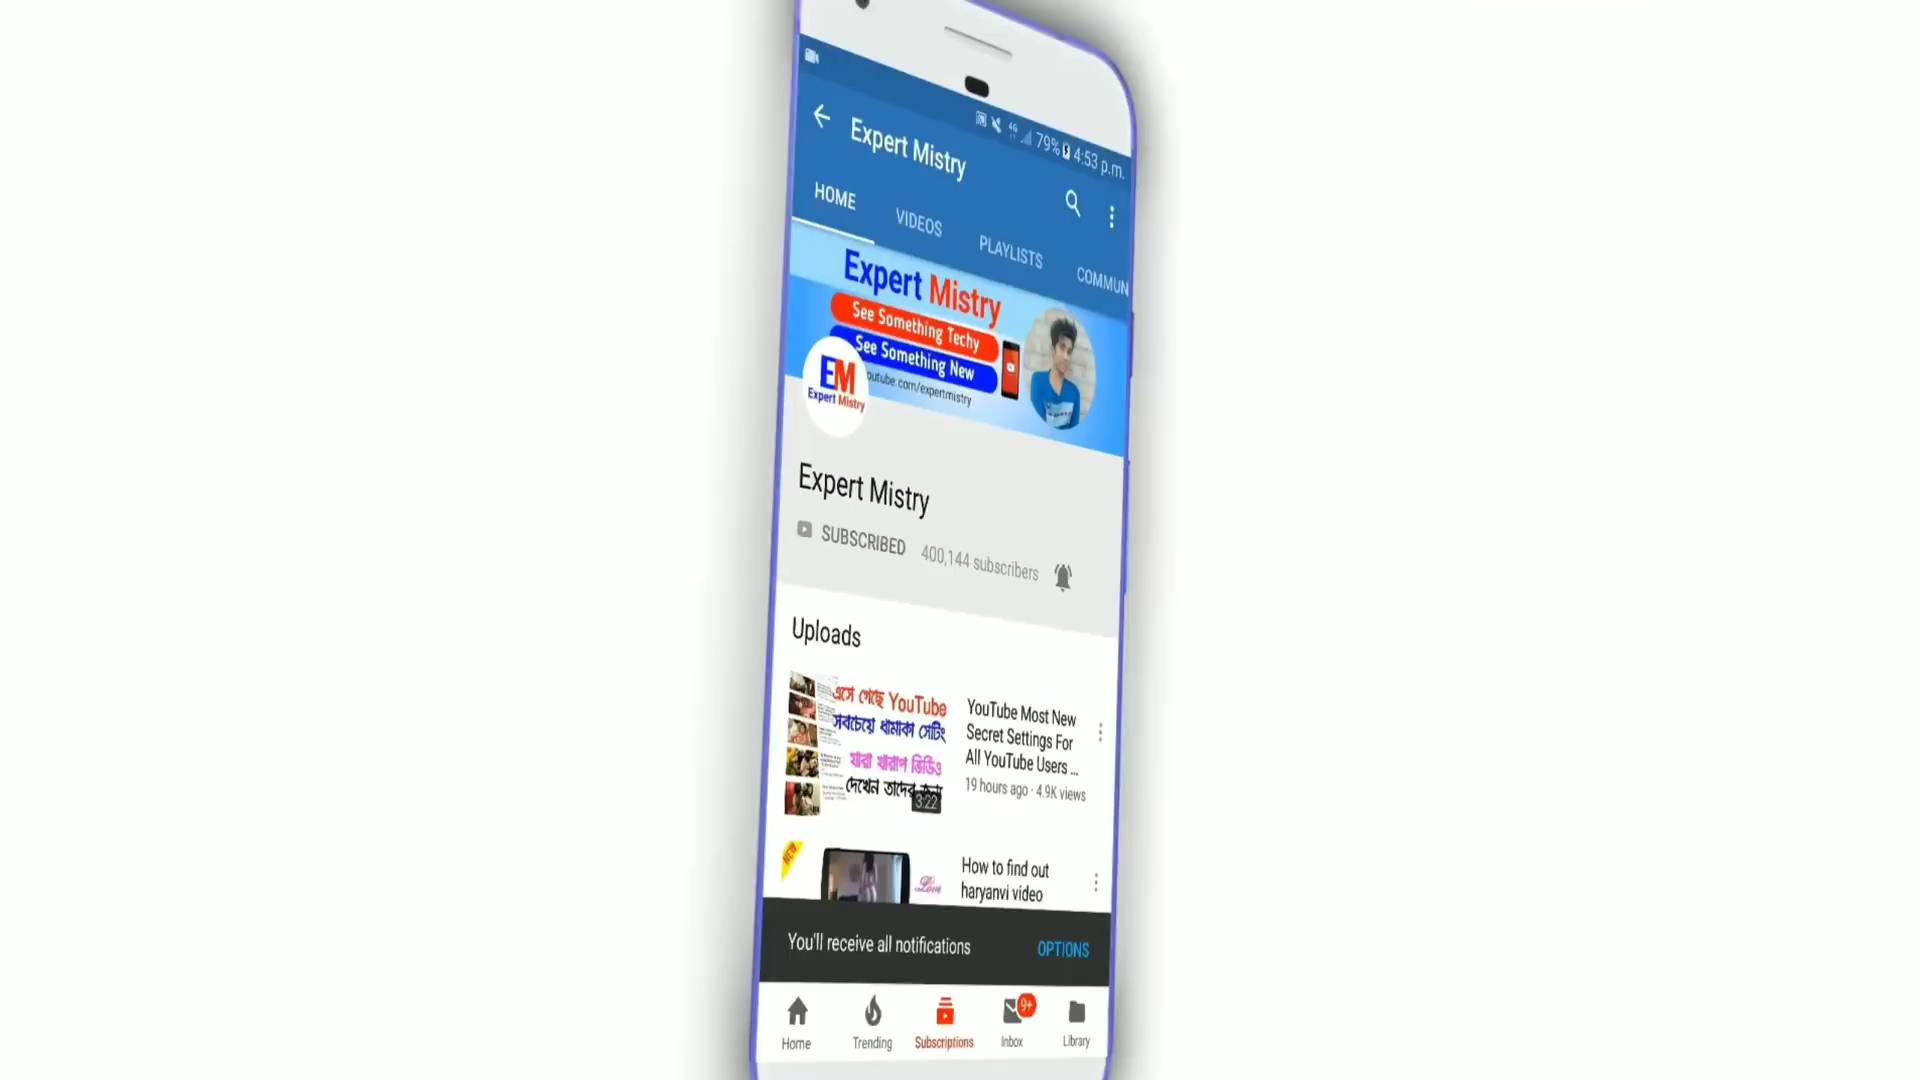 4G 79% 4:53 p.m.
Expert Mistry
HOME VIDEOS PLAYLISTS COMMUN
Expert Mistry
See Something Techy
See Something New
outube.com/expertmistry
EM
Expert Mistry
Expert Mistry
SUBSCRIBED 400,144 subscribers
Uploads
এসে গেছে YouTube
সবচেয়ে ধামাকা সেটিং
যারা খারাপ ভিডিও
দেখেন তাদের জন্য
3:22
YouTube Most New
Secret Settings For
All YouTube Users ...
19 hours ago · 4.9K views
NEW
Love
How to find out
haryanvi video
You'll receive all notifications OPTIONS
9+
Home Trending Subscriptions Inbox Library